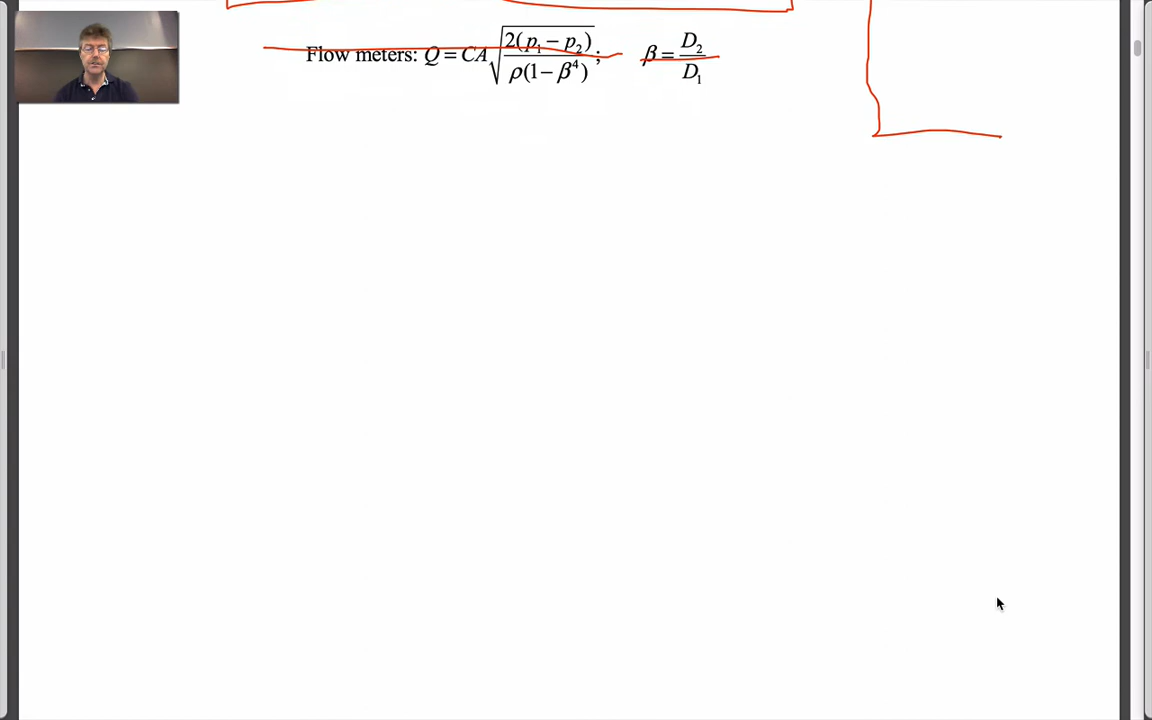 Flow meters: Q = CA√(2(p₁ − p₂) / ρ(1 − β⁴)); β = D₂ / D₁